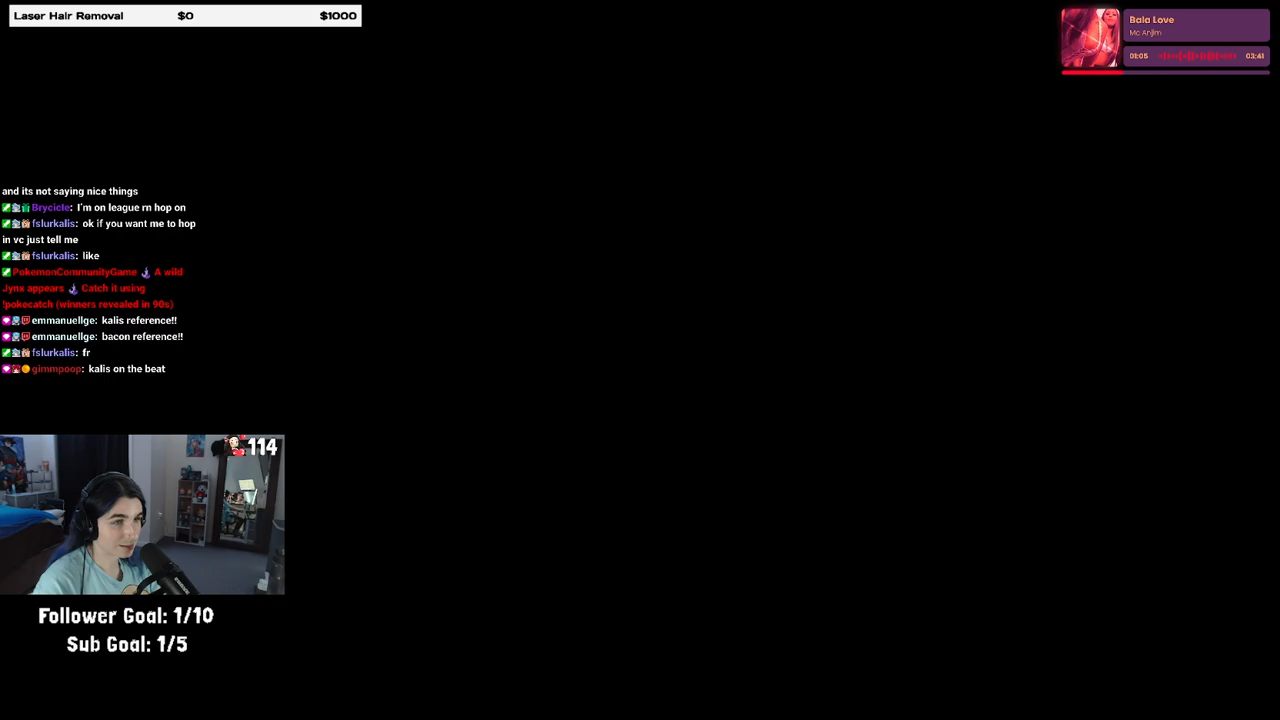 Laser Hair Removal $0 $1000
Bala Love
Mc Anjim
01:05 03:41
and its not saying nice things
Brycicle: I'm on league rn hop on
fslurkalis: ok if you want me to hop
in vc just tell me
fslurkalis: like
PokemonCommunityGame A wild
Jynx appears Catch it using
!pokecatch (winners revealed in 90s)
emmanuellge: kalis reference!!
emmanuellge: bacon reference!!
fslurkalis: fr
gimmpoop: kalis on the beat
114
Follower Goal: 1/10
Sub Goal: 1/5